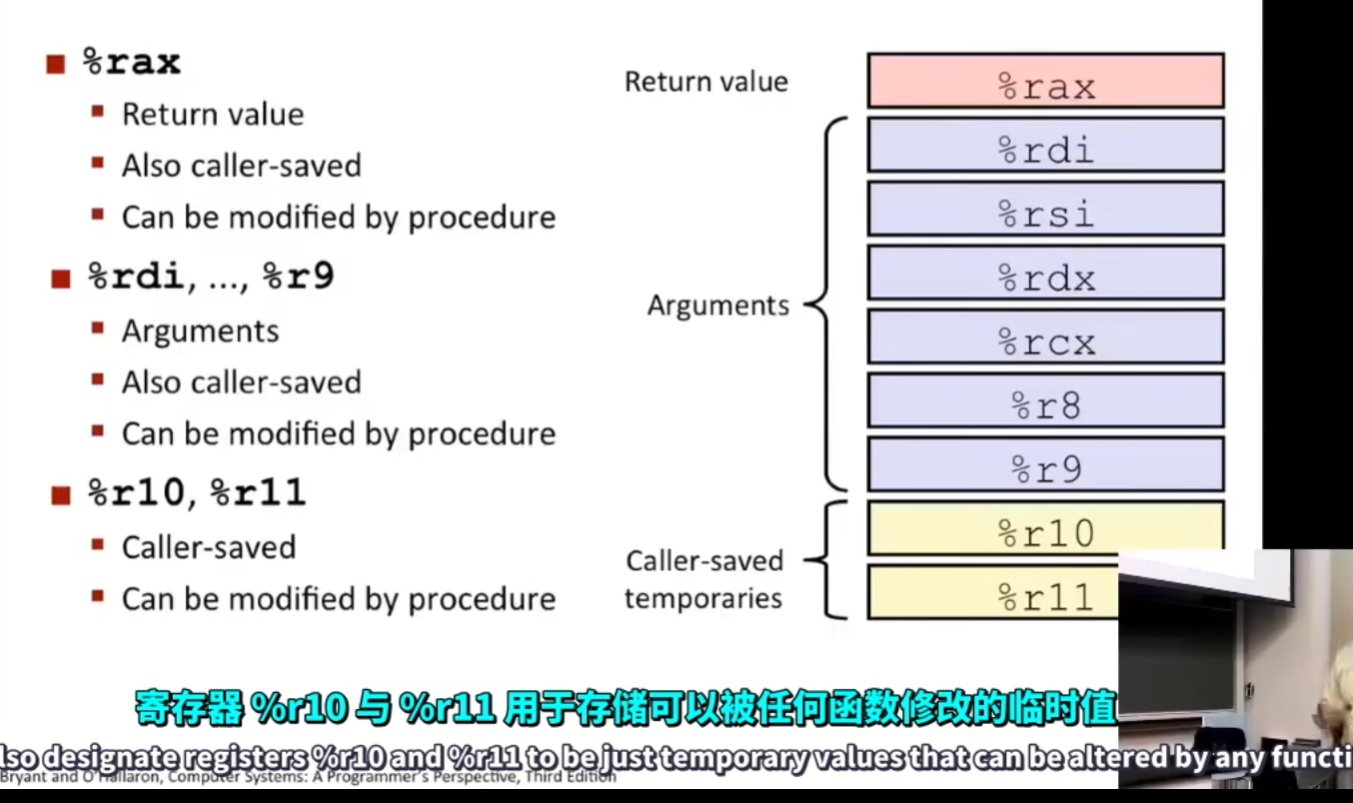 ■ %rax
▪ Return value
▪ Also caller-saved
▪ Can be modified by procedure
■ %rdi, ..., %r9
▪ Arguments
▪ Also caller-saved
▪ Can be modified by procedure
■ %r10, %r11
▪ Caller-saved
▪ Can be modified by procedure
Return value
%rax
Arguments
%rdi
%rsi
%rdx
%rcx
%r8
%r9
Caller-saved
temporaries
%r10
%r11
寄存器 %r10 与 %r11 用于存储可以被任何函数修改的临时值
lso designate registers %r10 and %r11 to be just temporary values that can be altered by any functi
Bryant and O'Hallaron, Computer Systems: A Programmer's Perspective, Third Edition